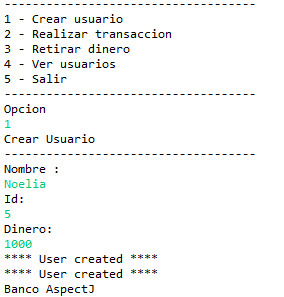 ------------------------------------
1 - Crear usuario
2 - Realizar transaccion
3 - Retirar dinero
4 - Ver usuarios
5 - Salir
------------------------------------
Opcion
1
Crear Usuario
------------------------------------
Nombre :
Noelia
Id:
5
Dinero:
1000
**** User created ****
**** User created ****
Banco AspectJ